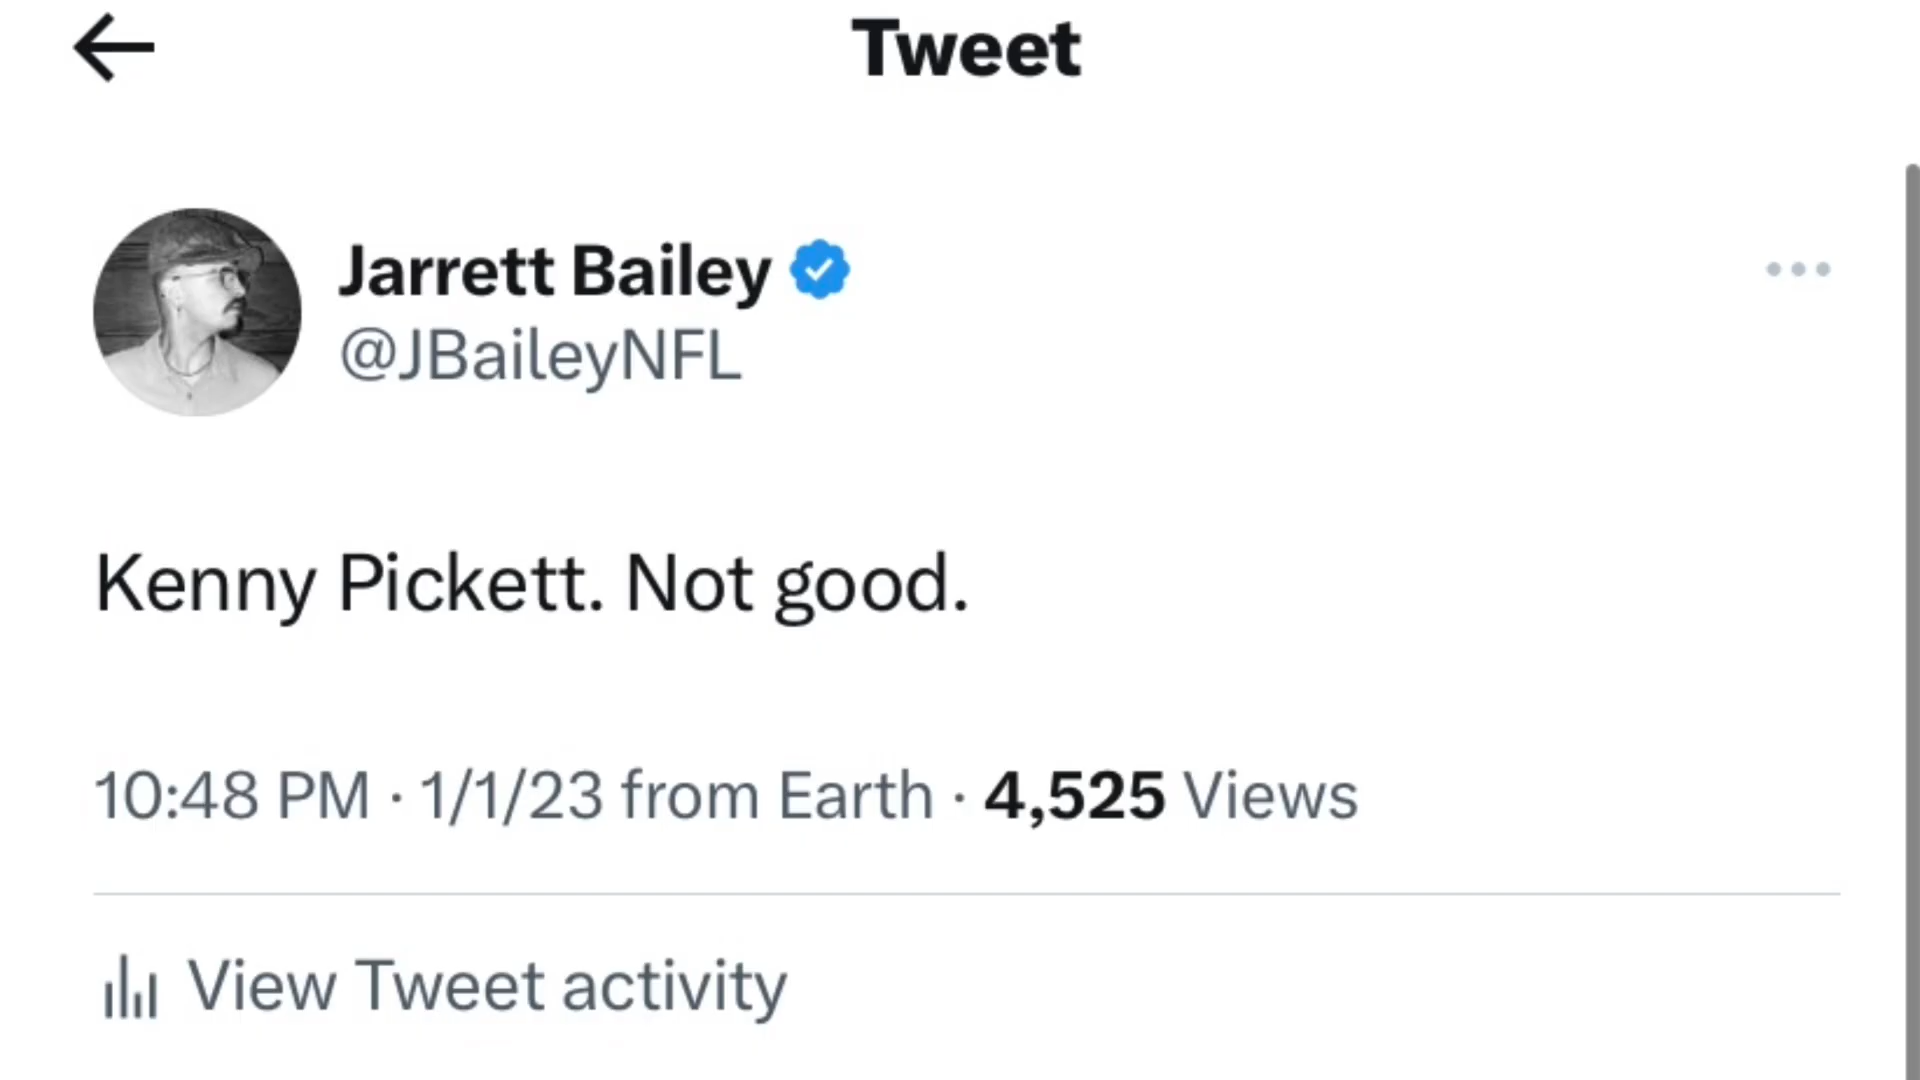 Tweet
Jarrett Bailey
@JBaileyNFL
Kenny Pickett. Not good.
10:48 PM · 1/1/23 from Earth · 4,525 Views
View Tweet activity